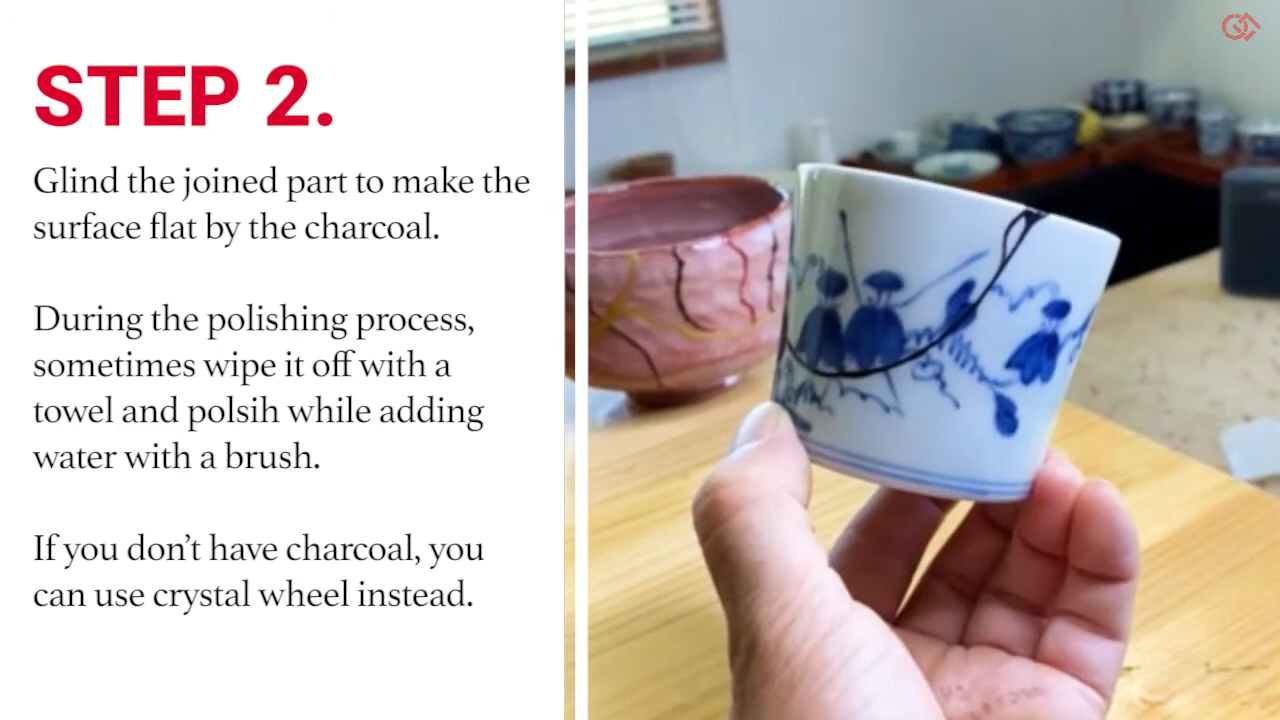 STEP 2.
Glind the joined part to make the
surface flat by the charcoal.
During the polishing process,
sometimes wipe it off with a
towel and polsih while adding
water with a brush.
If you don't have charcoal, you
can use crystal wheel instead.